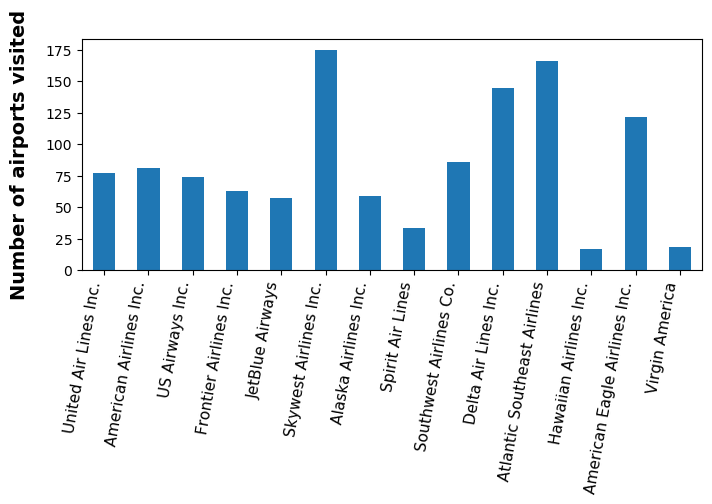 Number of airports visited
175
150
125
100
75
50
25
0
United Air Lines Inc.
American Airlines Inc.
US Airways Inc.
Frontier Airlines Inc.
JetBlue Airways
Skywest Airlines Inc.
Alaska Airlines Inc.
Spirit Air Lines
Southwest Airlines Co.
Delta Air Lines Inc.
Atlantic Southeast Airlines
Hawaiian Airlines Inc.
American Eagle Airlines Inc.
Virgin America